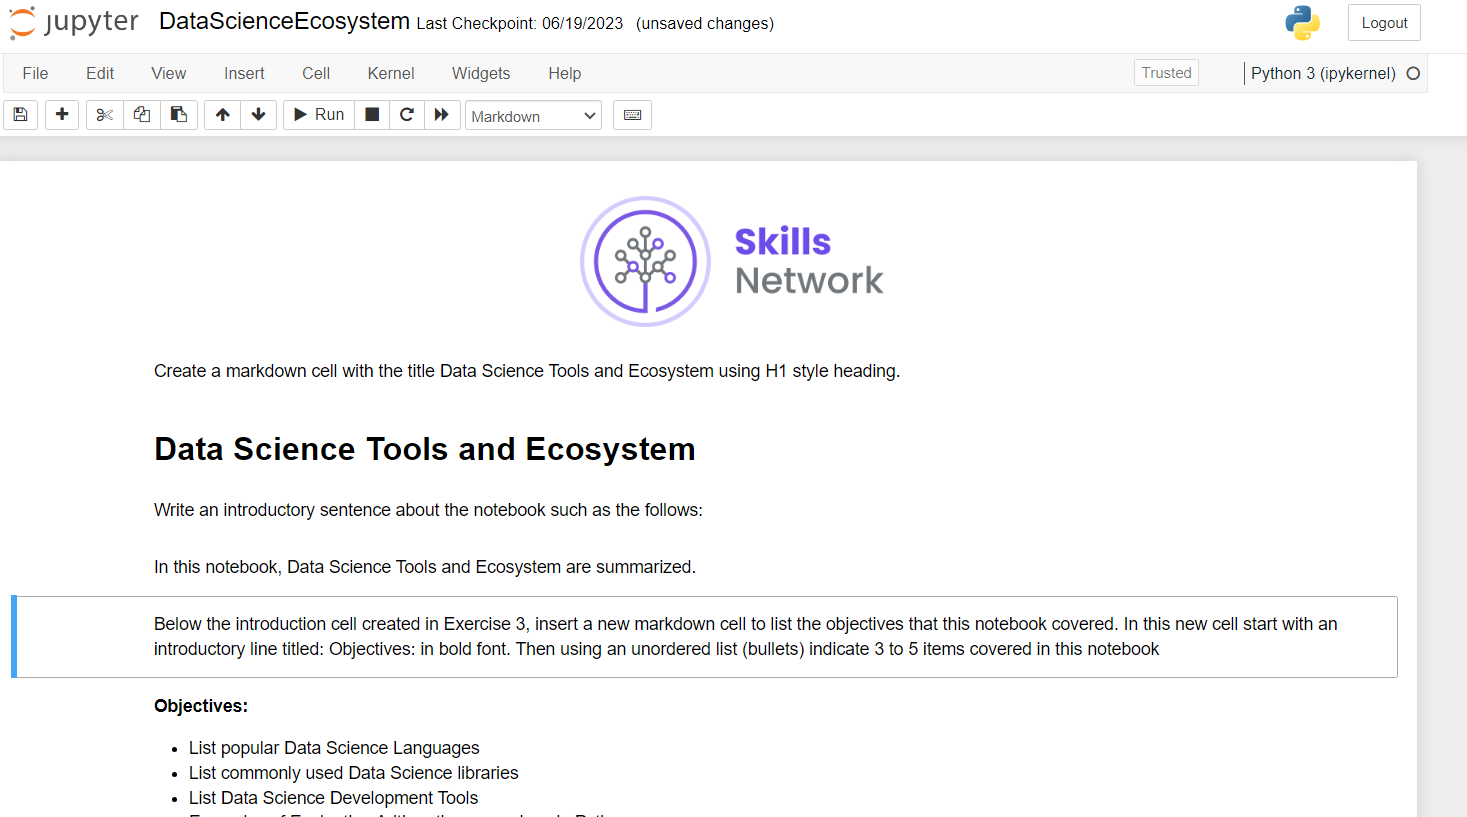 jupyter DataScienceEcosystem Last Checkpoint: 06/19/2023 (unsaved changes) Logout
File Edit View Insert Cell Kernel Widgets Help Trusted Python 3 (ipykernel)
Run Markdown
Skills
Network
Create a markdown cell with the title Data Science Tools and Ecosystem using H1 style heading.
Data Science Tools and Ecosystem
Write an introductory sentence about the notebook such as the follows:
In this notebook, Data Science Tools and Ecosystem are summarized.
Below the introduction cell created in Exercise 3, insert a new markdown cell to list the objectives that this notebook covered. In this new cell start with an
introductory line titled: Objectives: in bold font. Then using an unordered list (bullets) indicate 3 to 5 items covered in this notebook
Objectives:
• List popular Data Science Languages
• List commonly used Data Science libraries
• List Data Science Development Tools